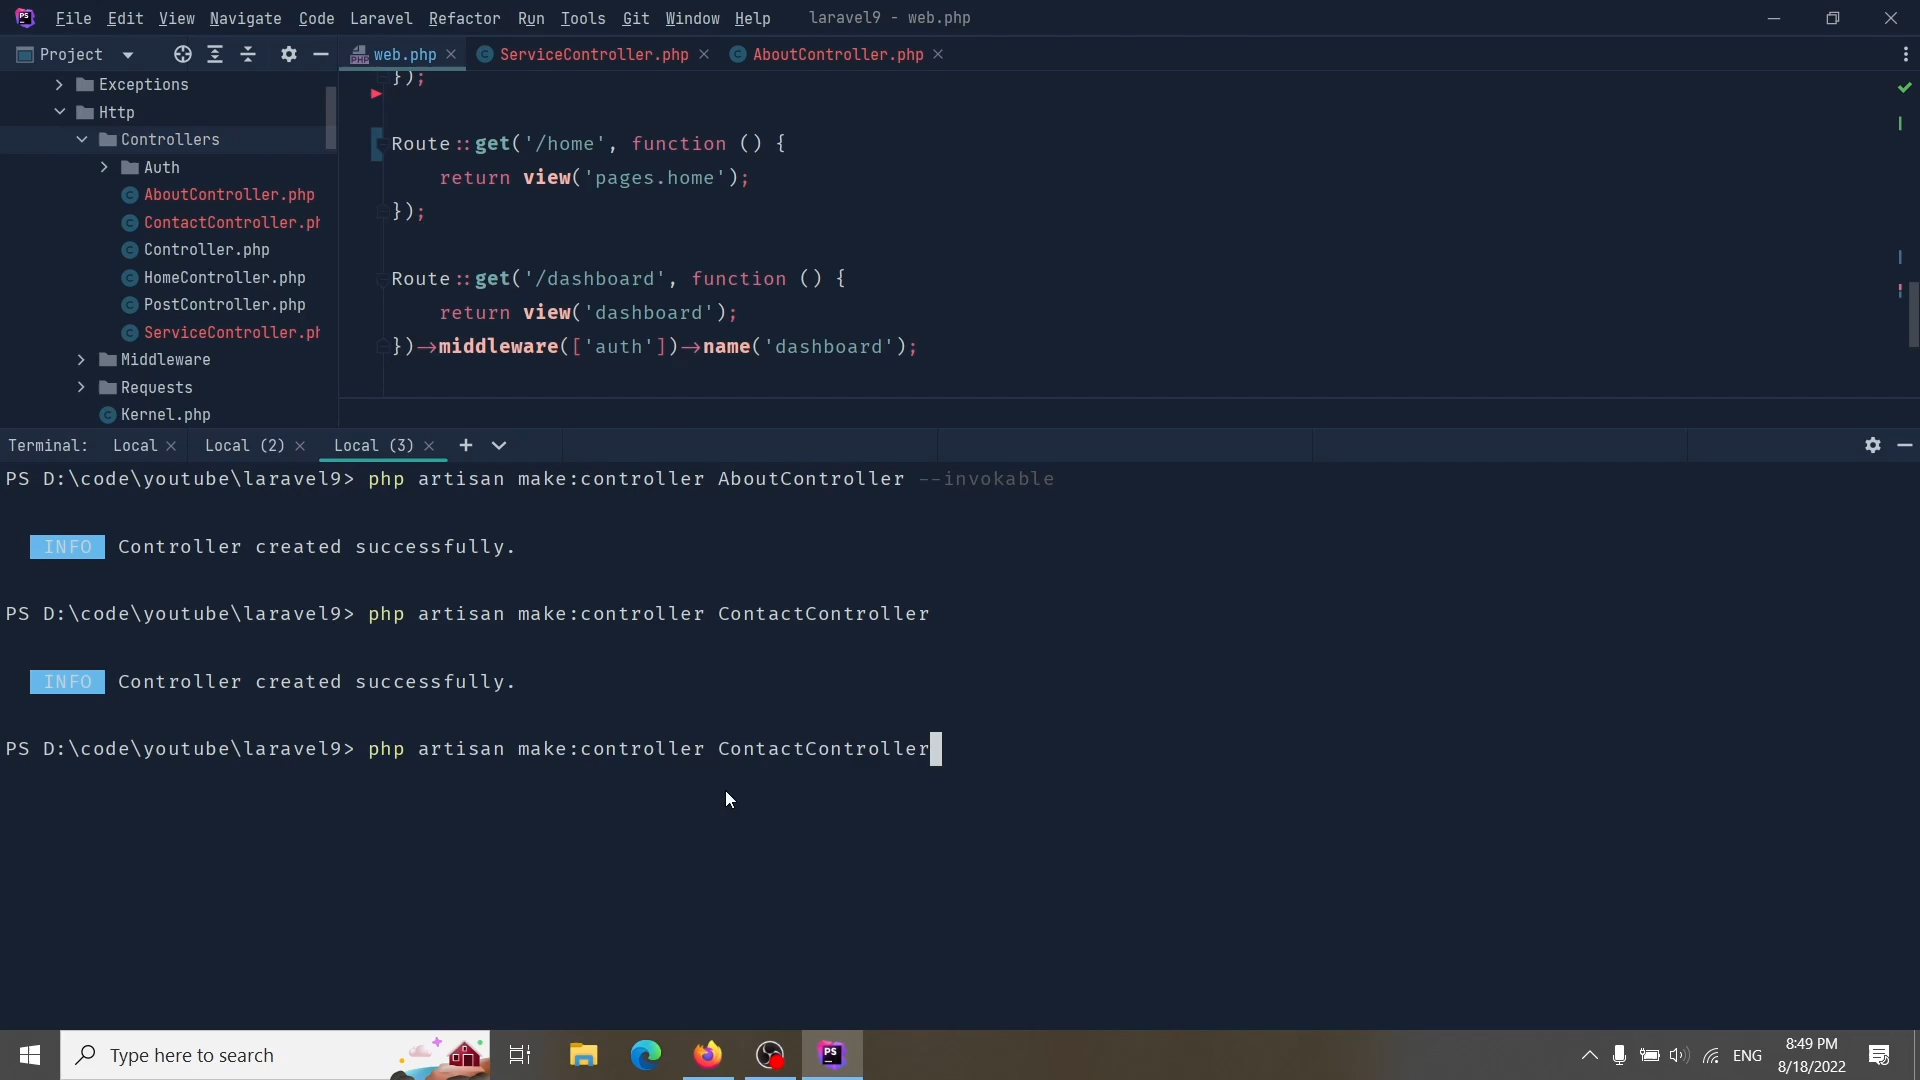 File Edit View Navigate Code Laravel Refactor Run Tools Git Window Help laravel9 - web.php
Project
web.php ServiceController.php AboutController.php
Exceptions
Http
Controllers
Auth
AboutController.php
ContactController.ph
Controller.php
HomeController.php
PostController.php
ServiceController.ph
Middleware
Requests
Kernel.php
});
Route::get('/home', function () {
return view('pages.home');
});
Route::get('/dashboard', function () {
return view('dashboard');
})->middleware(['auth'])->name('dashboard');
Terminal: Local Local (2) Local (3)
PS D:\code\youtube\laravel9> php artisan make:controller AboutController --invokable
INFO Controller created successfully.
PS D:\code\youtube\laravel9> php artisan make:controller ContactController
INFO Controller created successfully.
PS D:\code\youtube\laravel9> php artisan make:controller ContactController
Type here to search
PS
ENG
8:49 PM
8/18/2022